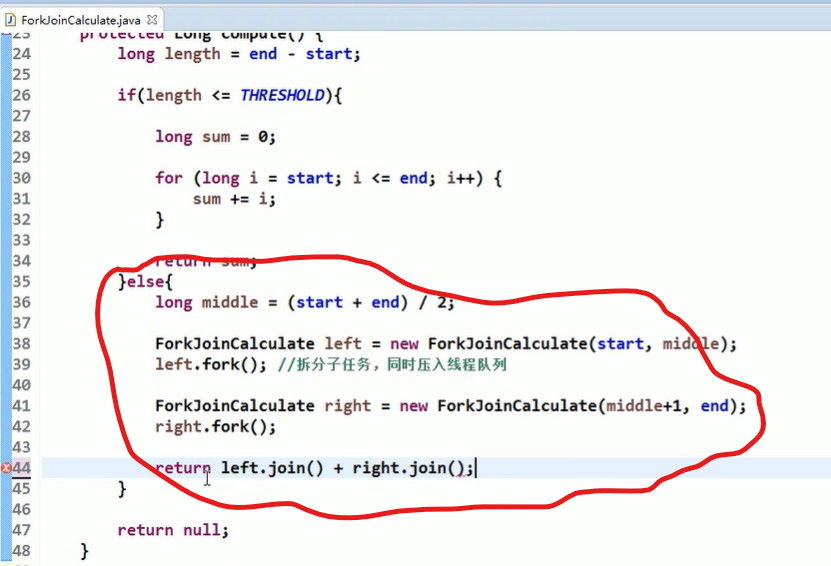 ForkJoinCalculate.java
23 protected Long compute() {
24 long length = end - start;
25
26 if(length <= THRESHOLD){
27
28 long sum = 0;
29
30 for (long i = start; i <= end; i++) {
31 sum += i;
32 }
33
34 return sum;
35 }else{
36 long middle = (start + end) / 2;
37
38 ForkJoinCalculate left = new ForkJoinCalculate(start, middle);
39 left.fork(); //拆分子任务，同时压入线程队列
40
41 ForkJoinCalculate right = new ForkJoinCalculate(middle+1, end);
42 right.fork();
43
44 return left.join() + right.join();
45 }
46
47 return null;
48 }